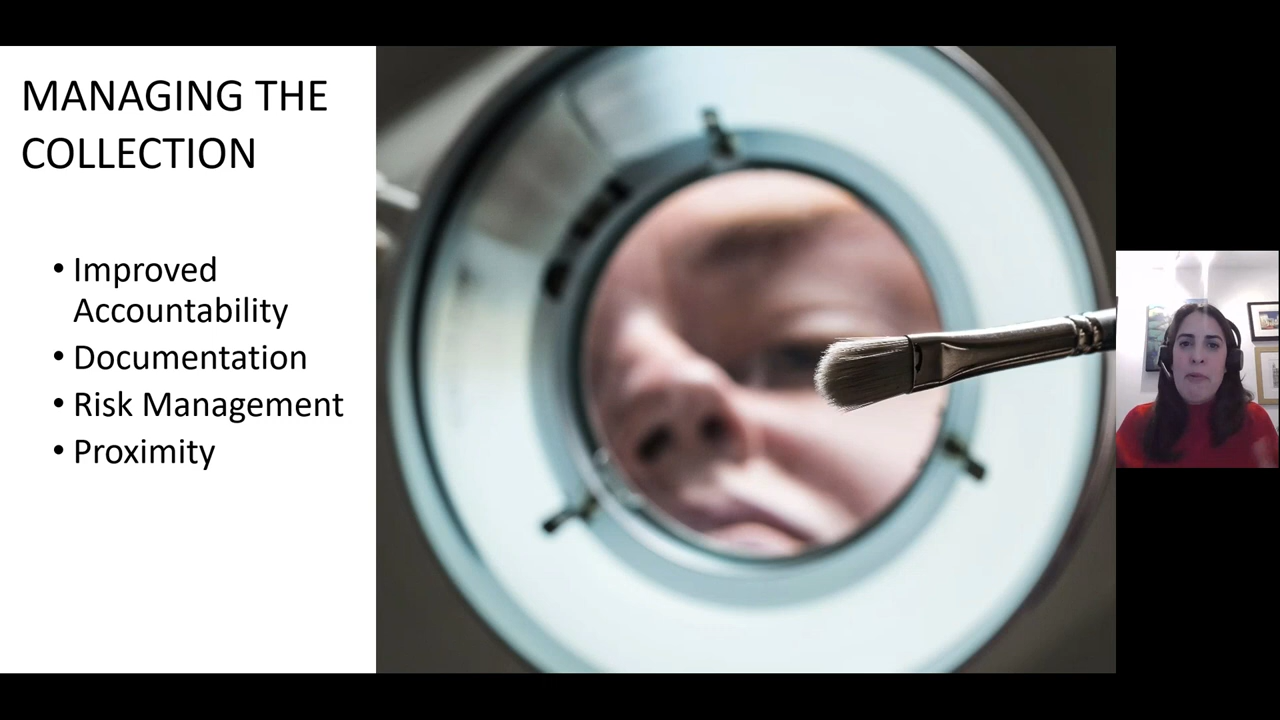 MANAGING THE
COLLECTION
• Improved
Accountability
• Documentation
• Risk Management
• Proximity